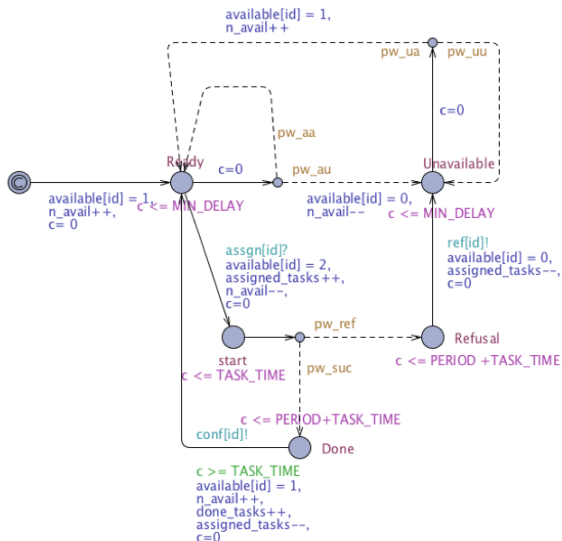 available[id] = 1,
n_avail++
pw_ua
pw_uu
c=0
pw_aa
Ready
c=0
pw_au
Unavailable
available[id] = 1,
n_avail++,
c= 0
c <= MIN_DELAY
available[id] = 0,
n_avail--
c <= MIN_DELAY
assgn[id]?
available[id] = 2,
assigned_tasks++,
n_avail--,
c=0
ref[id]!
available[id] = 0,
assigned_tasks--,
c=0
pw_ref
start
c <= TASK_TIME
Refusal
c <= PERIOD +TASK_TIME
pw_suc
c <= PERIOD+TASK_TIME
conf[id]!
Done
c >= TASK_TIME
available[id] = 1,
n_avail++,
done_tasks++,
assigned_tasks--,
c=0
C